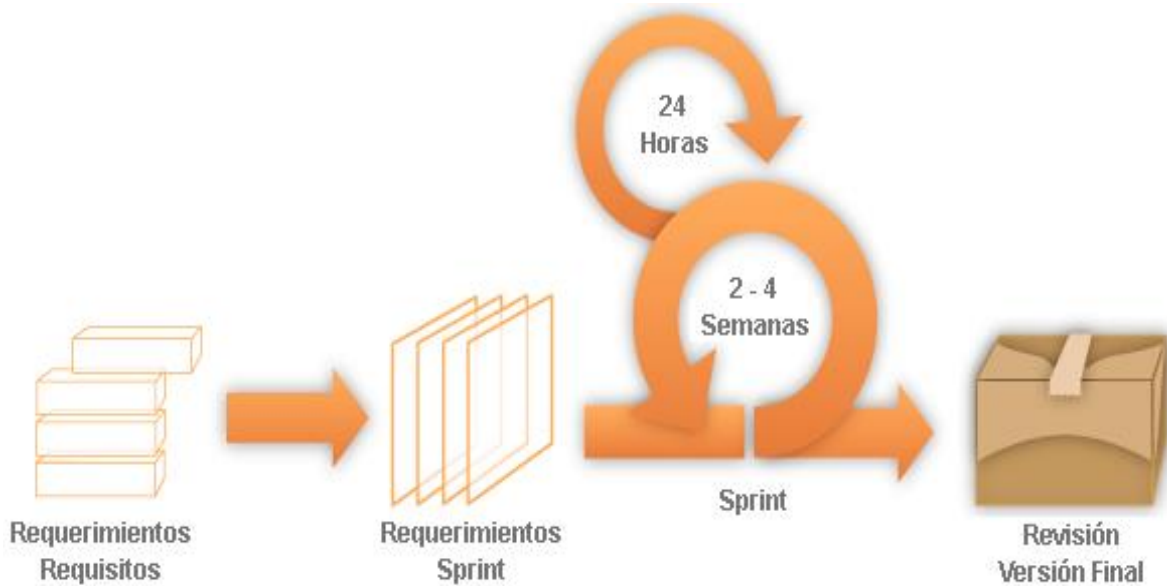 24
Horas
2 - 4
Semanas
Requerimientos
Requisitos
Requerimientos
Sprint
Sprint
Revisión
Versión Final